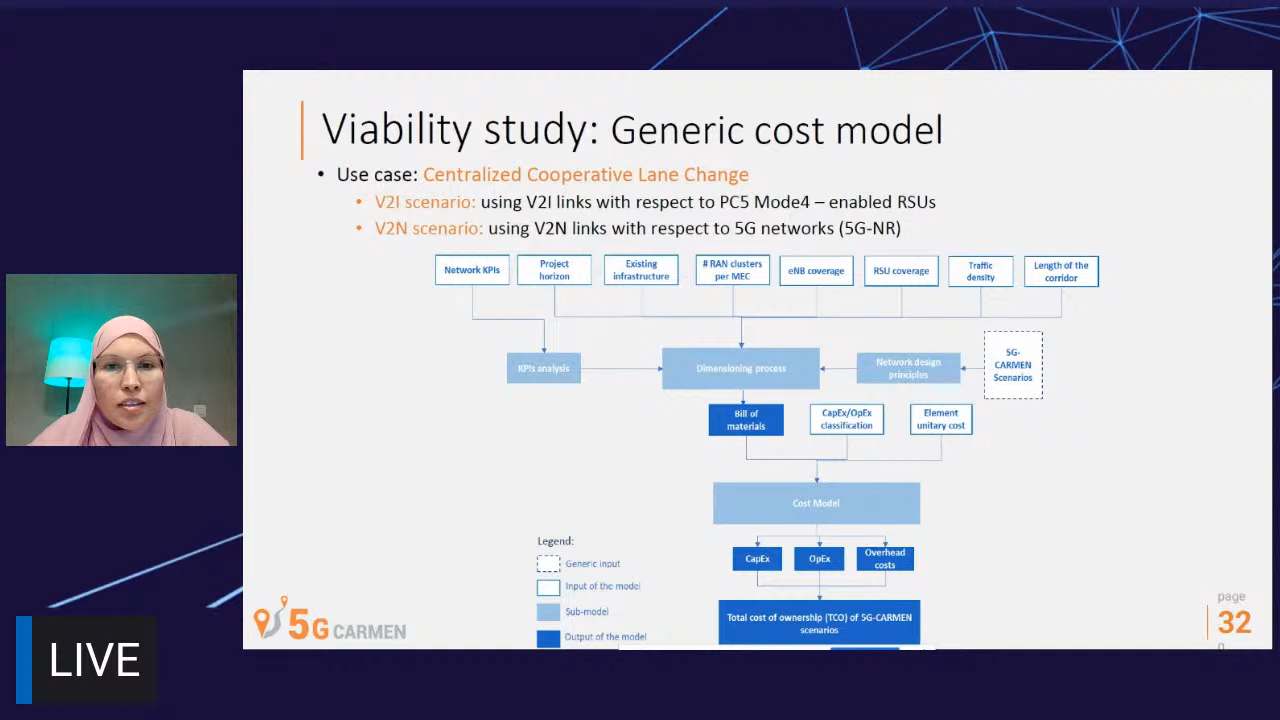 Viability study: Generic cost model
• Use case: Centralized Cooperative Lane Change
• V2I scenario: using V2I links with respect to PC5 Mode4 – enabled RSUs
• V2N scenario: using V2N links with respect to 5G networks (5G-NR)
Network KPIs
Project
horizon
Existing
infrastructure
# RAN clusters
per MEC
eNB coverage
RSU coverage
Traffic
density
Length of the
corridor
KPIs analysis
Dimensioning process
Network design
principles
5G-
CARMEN
Scenarios
Bill of
materials
CapEx/OpEx
classification
Element
unitary cost
Cost Model
CapEx
OpEx
Overhead
costs
Total cost of ownership (TCO) of 5G-CARMEN
scenarios
Legend:
Generic input
Input of the model
Sub-model
Output of the model
5G CARMEN
page
32
LIVE